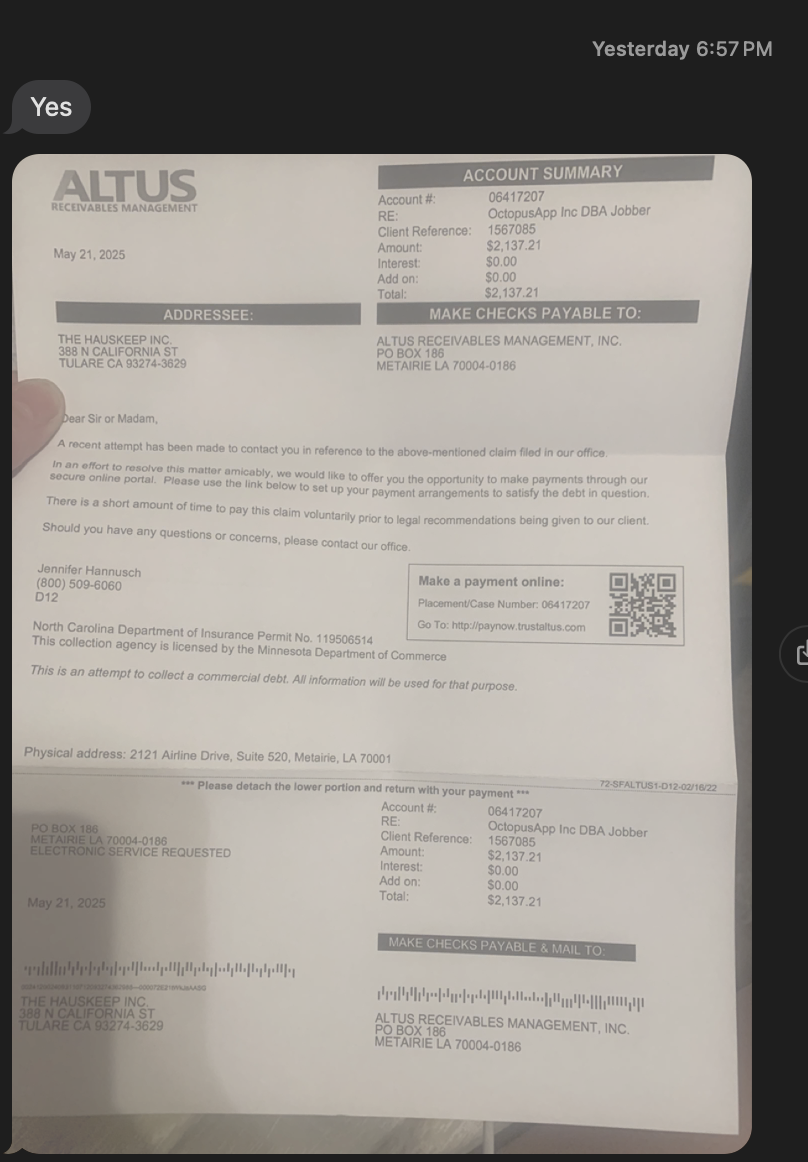 Yesterday 6:57 PM
Yes
ALTUS
RECEIVABLES MANAGEMENT
May 21, 2025
ACCOUNT SUMMARY
Account #: 06417207
RE: OctopusApp Inc DBA Jobber
Client Reference: 1567085
Amount: $2,137.21
Interest: $0.00
Add on: $0.00
Total: $2,137.21
ADDRESSEE:
THE HAUSKEEP INC.
388 N CALIFORNIA ST
TULARE CA 93274-3629
MAKE CHECKS PAYABLE TO:
ALTUS RECEIVABLES MANAGEMENT, INC.
PO BOX 186
METAIRIE LA 70004-0186
Dear Sir or Madam,
A recent attempt has been made to contact you in reference to the above-mentioned claim filed in our office.
In an effort to resolve this matter amicably, we would like to offer you the opportunity to make payments through our
secure online portal. Please use the link below to set up your payment arrangements to satisfy the debt in question.
There is a short amount of time to pay this claim voluntarily prior to legal recommendations being given to our client.
Should you have any questions or concerns, please contact our office.
Jennifer Hannusch
(800) 509-6060
D12
Make a payment online:
Placement/Case Number: 06417207
Go To: http://paynow.trustaltus.com
North Carolina Department of Insurance Permit No. 119506514
This collection agency is licensed by the Minnesota Department of Commerce
This is an attempt to collect a commercial debt. All information will be used for that purpose.
Physical address: 2121 Airline Drive, Suite 520, Metairie, LA 70001
*** Please detach the lower portion and return with your payment ***
72-SFALTUS1-D12-02/16/22
PO BOX 186
METAIRIE LA 70004-0186
ELECTRONIC SERVICE REQUESTED
May 21, 2025
Account #: 06417207
RE: OctopusApp Inc DBA Jobber
Client Reference: 1567085
Amount: $2,137.21
Interest: $0.00
Add on: $0.00
Total: $2,137.21
MAKE CHECKS PAYABLE & MAIL TO:
THE HAUSKEEP INC.
388 N CALIFORNIA ST
TULARE CA 93274-3629
ALTUS RECEIVABLES MANAGEMENT, INC.
PO BOX 186
METAIRIE LA 70004-0186